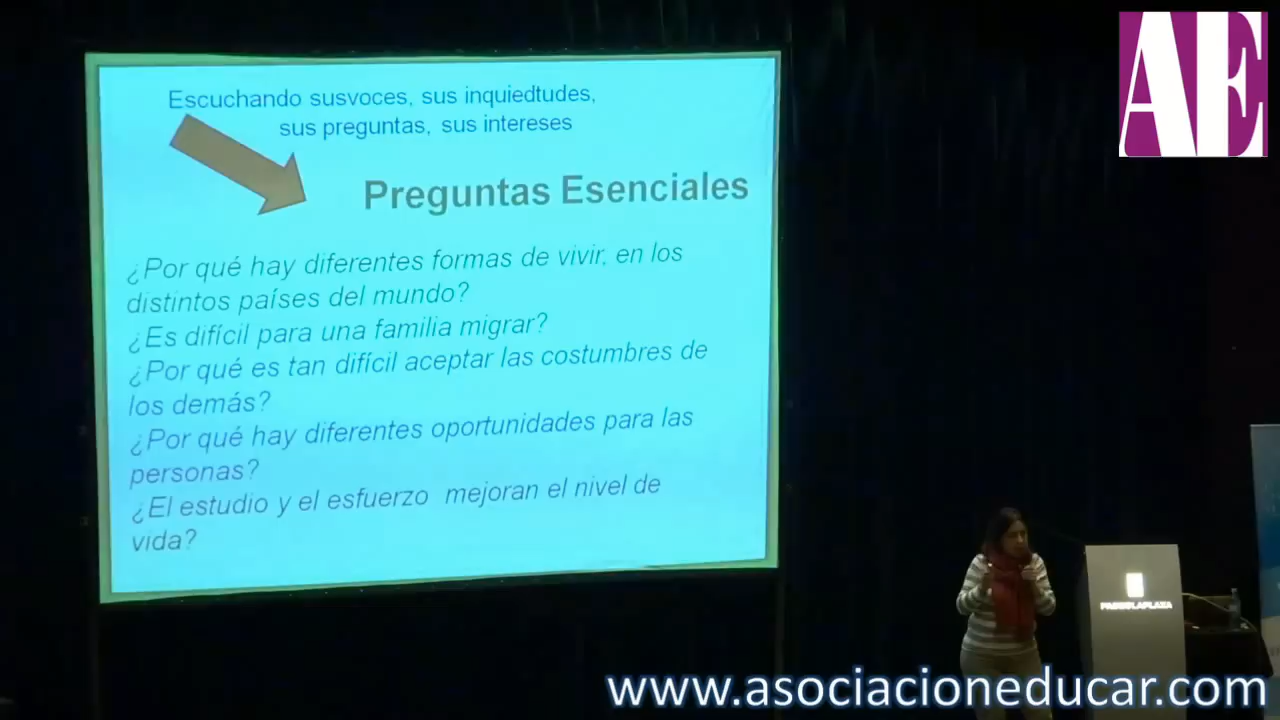 AE
Escuchando susvoces, sus inquiedtudes,
sus preguntas, sus intereses
Preguntas Esenciales
¿Por qué hay diferentes formas de vivir, en los
distintos países del mundo?
¿Es difícil para una familia migrar?
¿Por qué es tan difícil aceptar las costumbres de
los demás?
¿Por qué hay diferentes oportunidades para las
personas?
¿El estudio y el esfuerzo mejoran el nivel de
vida?
PASEOLAPLAZA
www.asociacioneducar.com